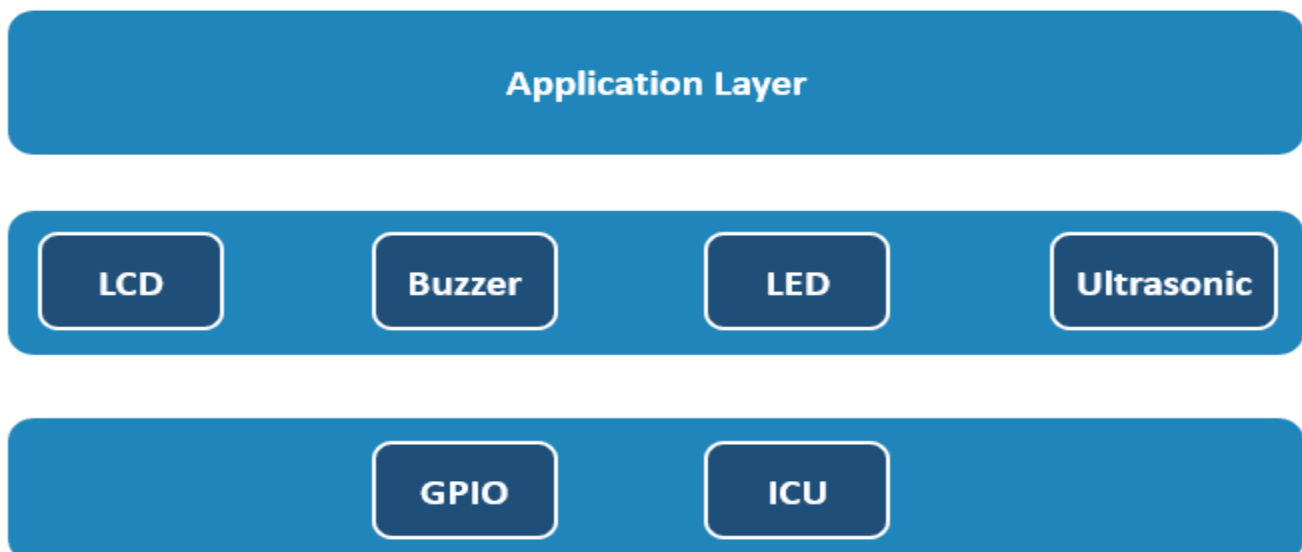 Application Layer
LCD
Buzzer
LED
Ultrasonic
GPIO
ICU